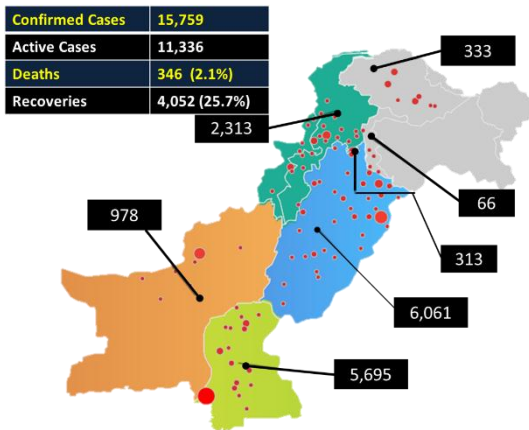 Confirmed Cases 15,759
Active Cases 11,336
Deaths 346 (2.1%)
Recoveries 4,052 (25.7%)
333
2,313
66
978
313
6,061
5,695